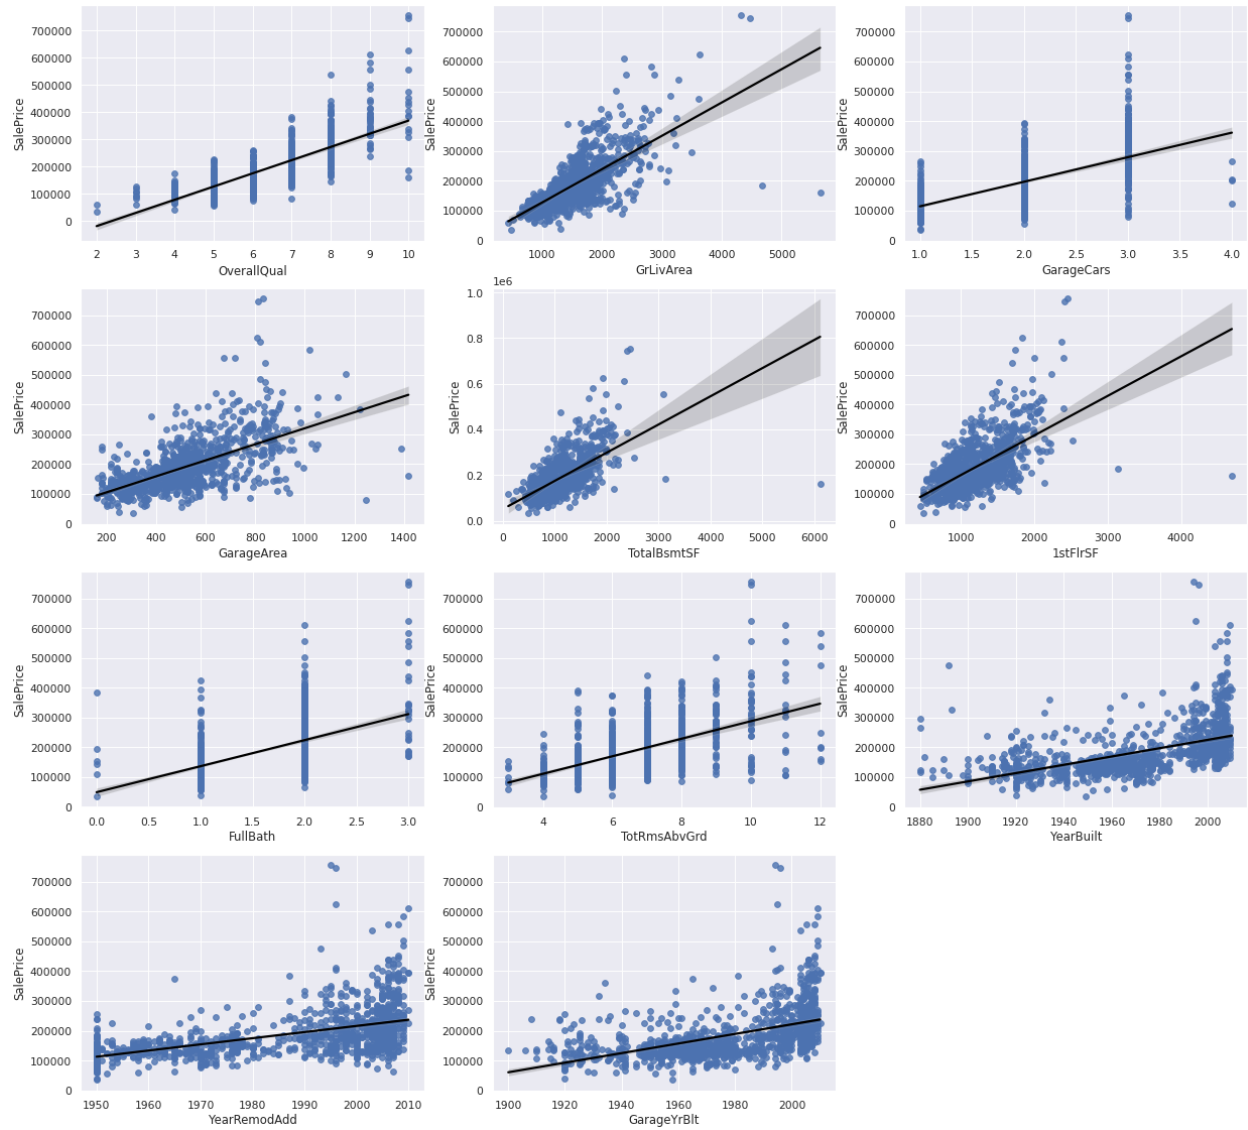 700000
600000
500000
400000
300000
200000
100000
0
SalePrice
2 3 4 5 6 7 8 9 10
OverallQual
700000
600000
500000
400000
300000
200000
100000
0
SalePrice
1000 2000 3000 4000 5000
GrLivArea
700000
600000
500000
400000
300000
200000
100000
0
SalePrice
1.0 1.5 2.0 2.5 3.0 3.5 4.0
GarageCars
700000
600000
500000
400000
300000
200000
100000
0
SalePrice
200 400 600 800 1000 1200 1400
GarageArea
1e6
1.0
0.8
0.6
0.4
0.2
0.0
SalePrice
0 1000 2000 3000 4000 5000 6000
TotalBsmtSF
700000
600000
500000
400000
300000
200000
100000
0
SalePrice
1000 2000 3000 4000
1stFlrSF
700000
600000
500000
400000
300000
200000
100000
0
SalePrice
0.0 0.5 1.0 1.5 2.0 2.5 3.0
FullBath
700000
600000
500000
400000
300000
200000
100000
0
SalePrice
4 6 8 10 12
TotRmsAbvGrd
700000
600000
500000
400000
300000
200000
100000
0
SalePrice
1880 1900 1920 1940 1960 1980 2000
YearBuilt
700000
600000
500000
400000
300000
200000
100000
0
SalePrice
1950 1960 1970 1980 1990 2000 2010
YearRemodAdd
700000
600000
500000
400000
300000
200000
100000
0
SalePrice
1900 1920 1940 1960 1980 2000
GarageYrBlt